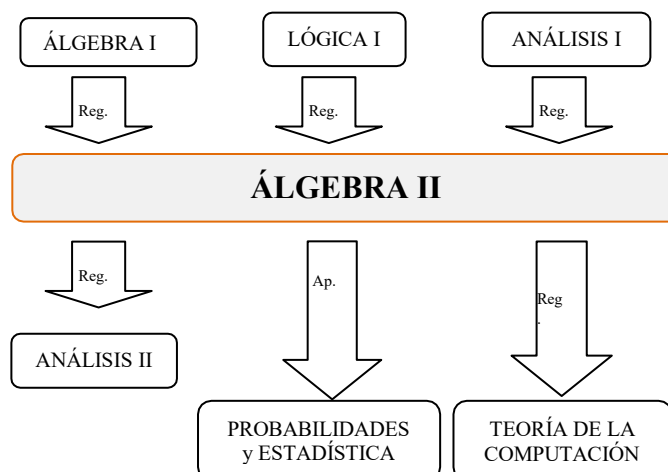 ÁLGEBRA I
LÓGICA I
ANÁLISIS I
Reg.
Reg.
Reg.
ÁLGEBRA II
Reg.
Ap.
Reg
.
ANÁLISIS II
PROBABILIDADES
y ESTADÍSTICA
TEORÍA DE LA
COMPUTACIÓN